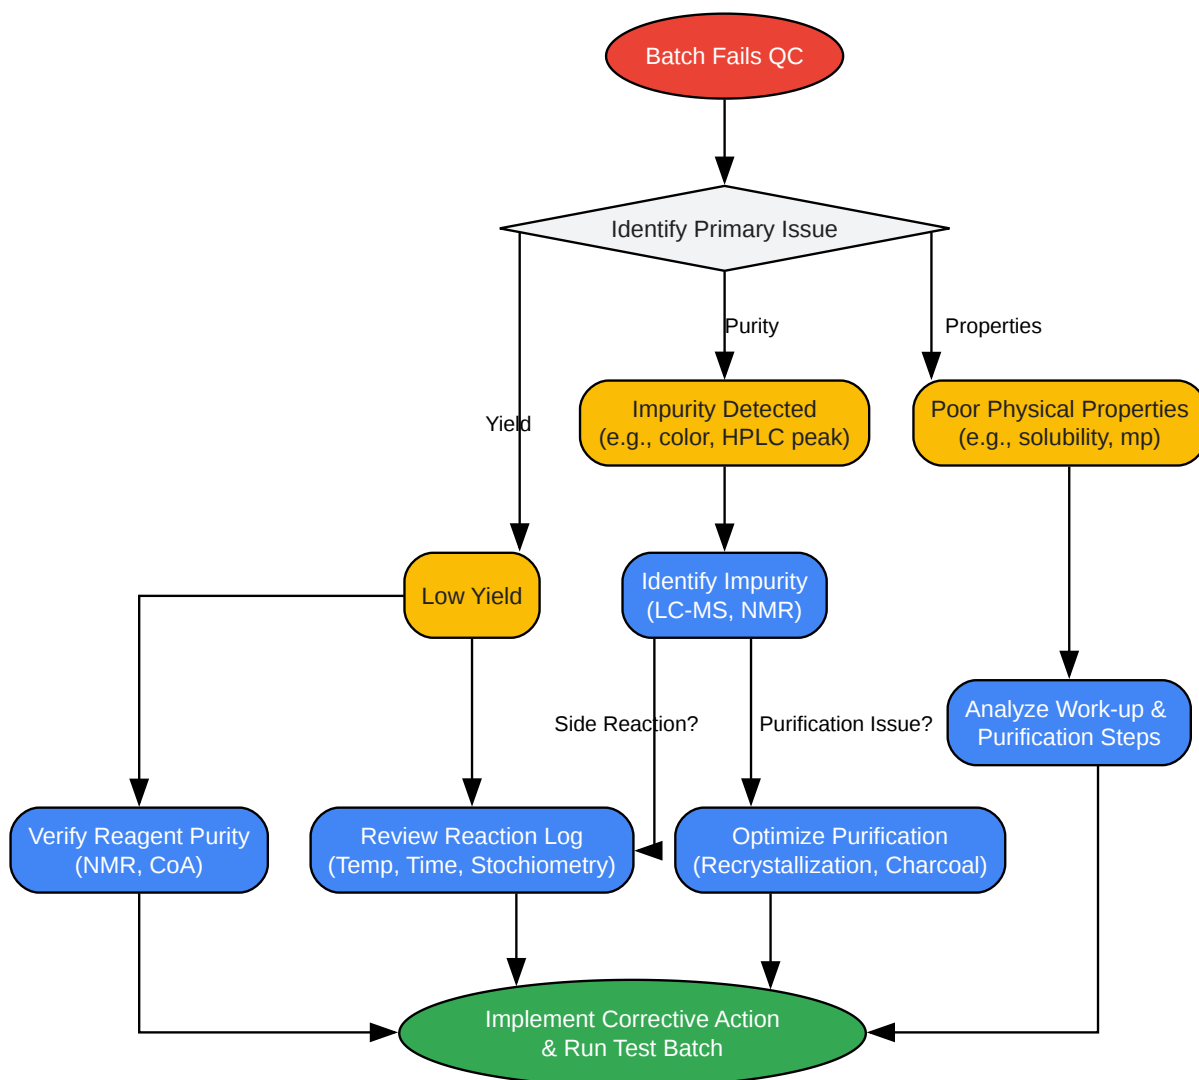 Batch Fails QC
Identify Primary Issue
Purity
Properties
Yield
Impurity Detected
(e.g., color, HPLC peak)
Poor Physical Properties
(e.g., solubility, mp)
Low Yield
Identify Impurity
(LC-MS, NMR)
Side Reaction?
Purification Issue?
Analyze Work-up &
Purification Steps
Verify Reagent Purity
(NMR, CoA)
Review Reaction Log
(Temp, Time, Stochiometry)
Optimize Purification
(Recrystallization, Charcoal)
Implement Corrective Action
& Run Test Batch